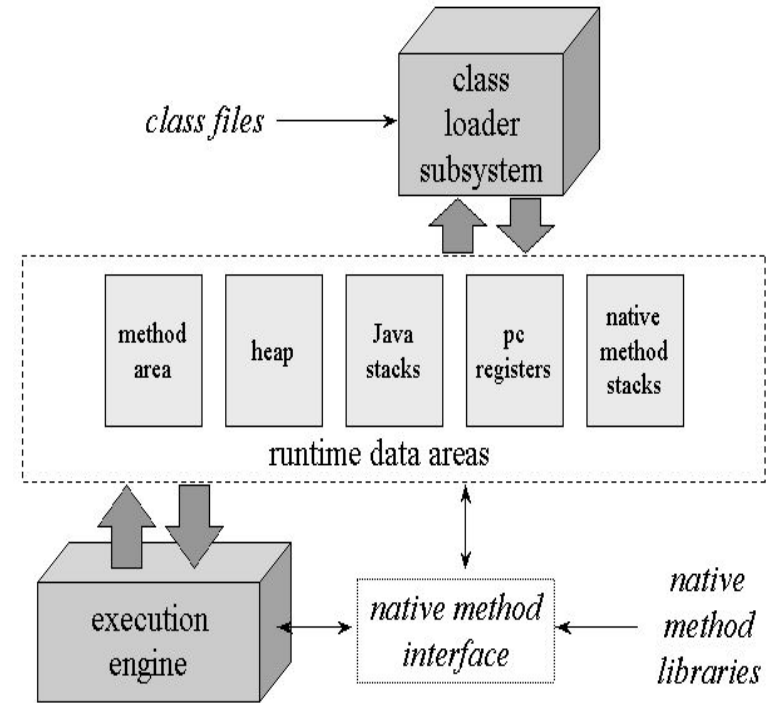 class
loader
subsystem
class files
method
area
heap
Java
stacks
pc
registers
native
method
stacks
runtime data areas
execution
engine
native method
interface
native
method
libraries